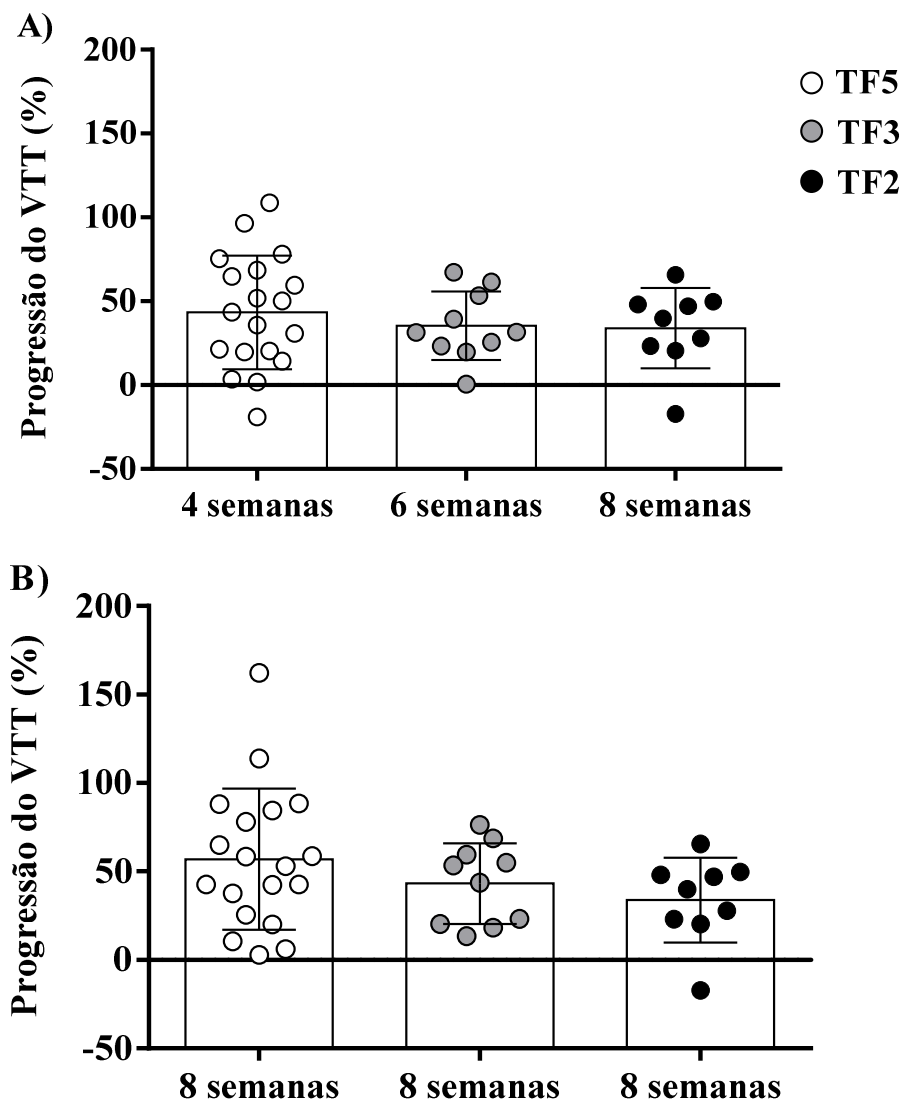 A)
Progressão do VTT (%)
200
150
100
50
0
-50
4 semanas 6 semanas 8 semanas
TF5
TF3
TF2
B)
Progressão do VTT (%)
200
150
100
50
0
-50
8 semanas 8 semanas 8 semanas